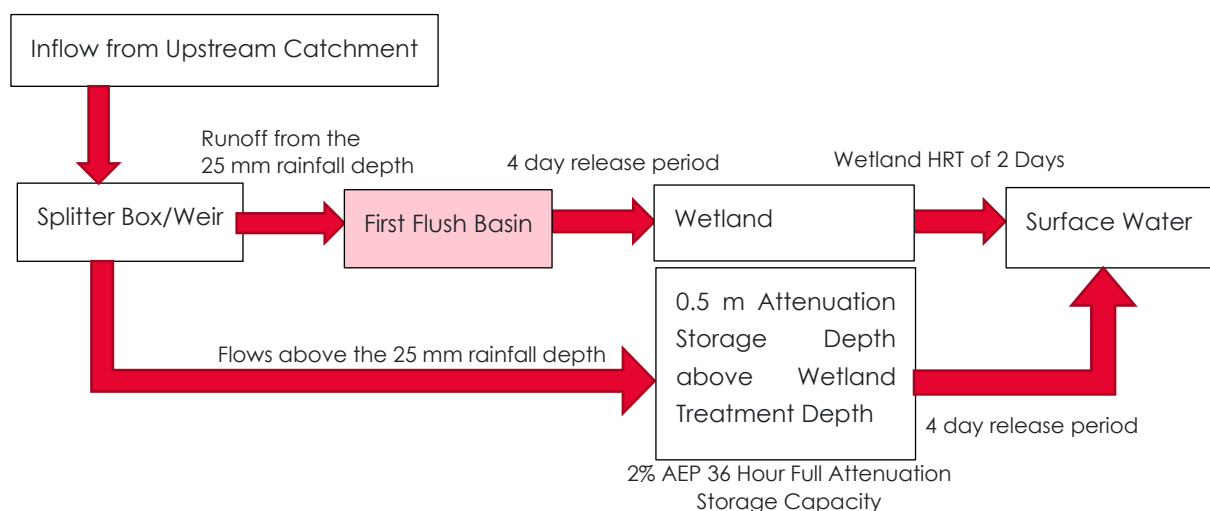 Inflow from Upstream Catchment
Runoff from the
25 mm rainfall depth
4 day release period
Wetland HRT of 2 Days
Splitter Box/Weir
First Flush Basin
Wetland
Surface Water
0.5 m Attenuation
Storage Depth
above Wetland
Treatment Depth
Flows above the 25 mm rainfall depth
4 day release period
2% AEP 36 Hour Full Attenuation
Storage Capacity